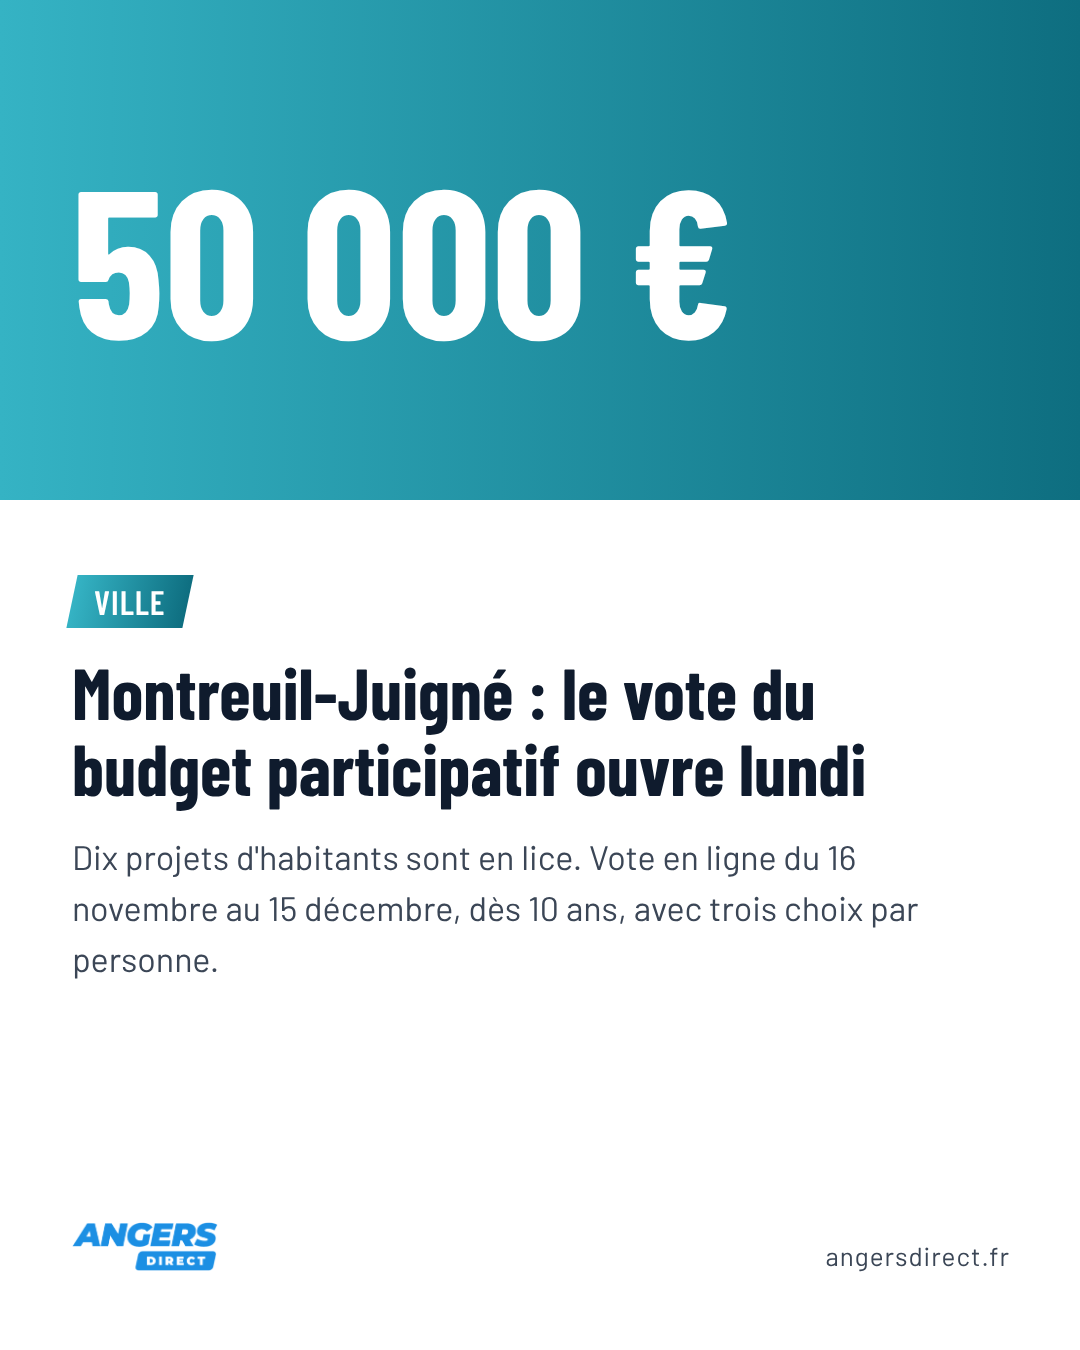 50 000 €
VILLE
Montreuil-Juigné : le vote du
budget participatif ouvre lundi
Dix projets d'habitants sont en lice. Vote en ligne du 16
novembre au 15 décembre, dès 10 ans, avec trois choix par
personne.
ANGERS
DIRECT
angersdirect.fr